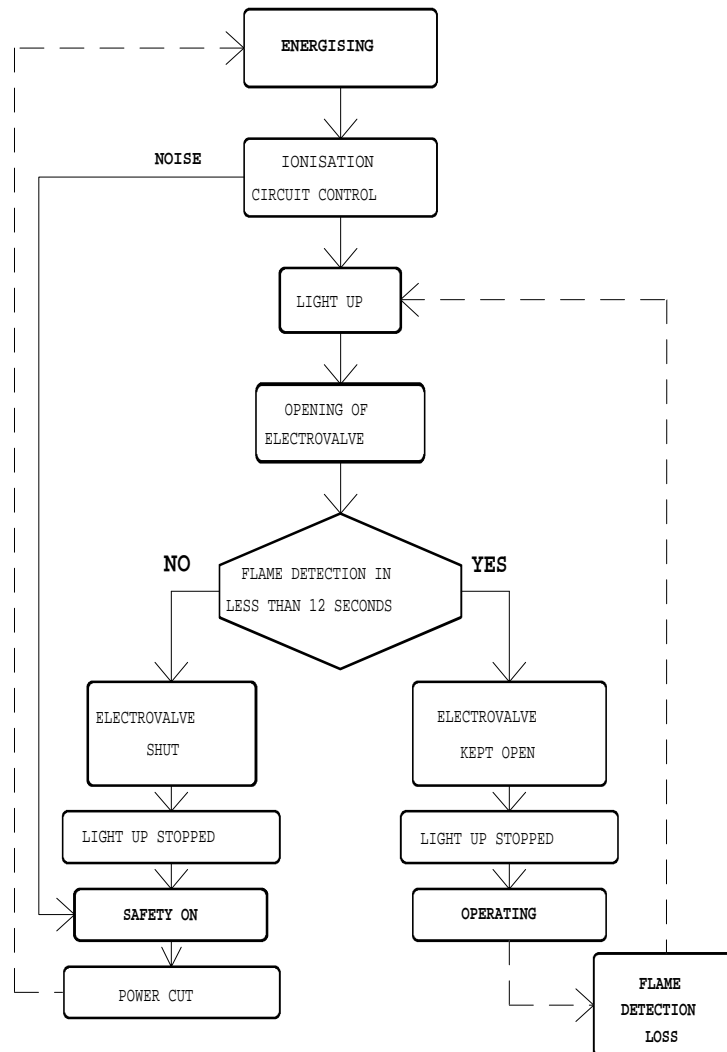 ENERGISING
NOISE
IONISATION
CIRCUIT CONTROL
LIGHT UP
OPENING OF
ELECTROVALVE
NO
YES
FLAME DETECTION IN
LESS THAN 12 SECONDS
ELECTROVALVE
SHUT
ELECTROVALVE
KEPT OPEN
LIGHT UP STOPPED
LIGHT UP STOPPED
SAFETY ON
OPERATING
POWER CUT
FLAME
DETECTION
LOSS